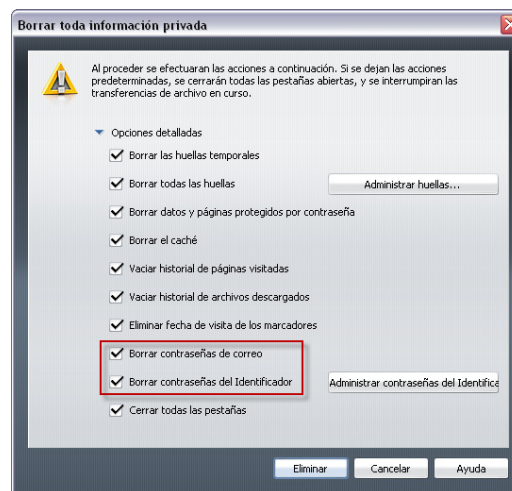 Borrar toda información privada
Al proceder se efectuaran las acciones a continuación. Si se dejan las acciones
predeterminadas, se cerrarán todas las pestañas abiertas, y se interrumpiran las
transferencias de archivo en curso.
Opciones detalladas
Borrar las huellas temporales
Borrar todas las huellas
Administrar huellas...
Borrar datos y páginas protegidos por contraseña
Borrar el caché
Vaciar historial de páginas visitadas
Vaciar historial de archivos descargados
Eliminar fecha de visita de los marcadores
Borrar contraseñas de correo
Borrar contraseñas del Identificador
Administrar contraseñas del Identifica
Cerrar todas las pestañas
Eliminar Cancelar Ayuda